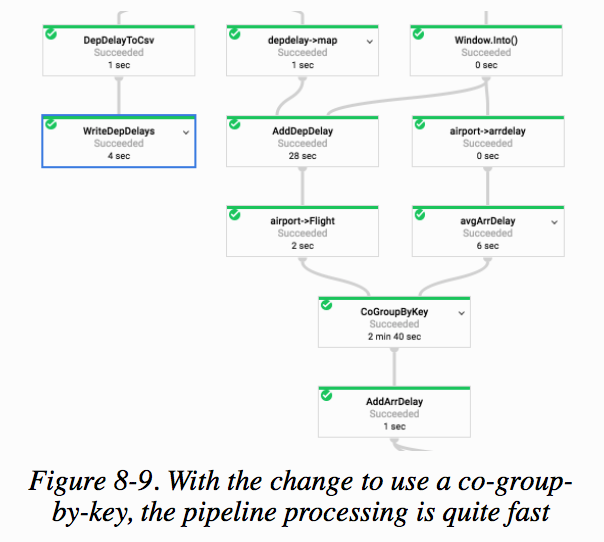 DepDelayToCsv
Succeeded
1 sec
depdelay->map
Succeeded
1 sec
Window.Into()
Succeeded
0 sec
WriteDepDelays
Succeeded
4 sec
AddDepDelay
Succeeded
28 sec
airport->arrdelay
Succeeded
0 sec
airport->Flight
Succeeded
2 sec
avgArrDelay
Succeeded
6 sec
CoGroupByKey
Succeeded
2 min 40 sec
AddArrDelay
Succeeded
1 sec
Figure 8-9. With the change to use a co-group-
by-key, the pipeline processing is quite fast